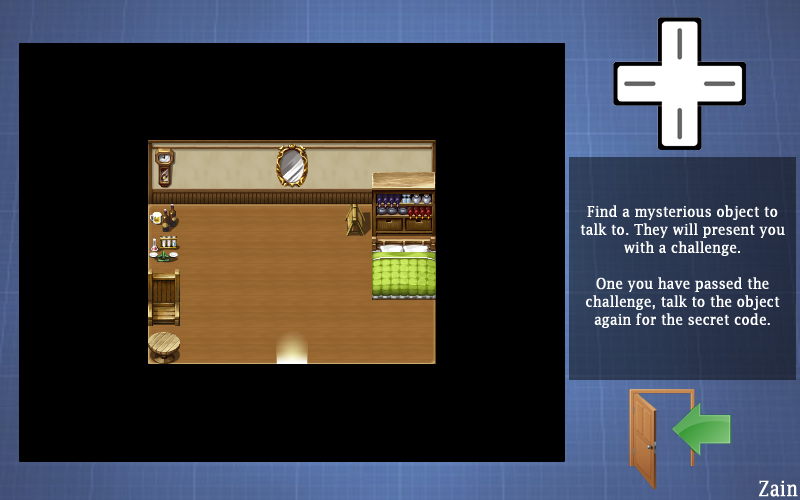 Find a mysterious object to
talk to. They will present you
with a challenge.
One you have passed the
challenge, talk to the object
again for the secret code.
Zain